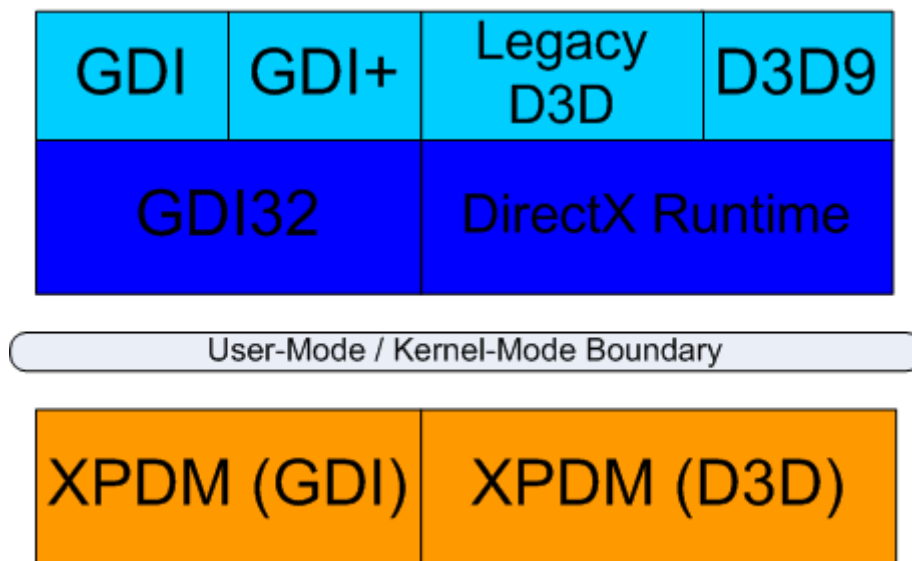 GDI
GDI+
Legacy
D3D
D3D9
GDI32
DirectX Runtime
User-Mode / Kernel-Mode Boundary
XPDM (GDI)
XPDM (D3D)